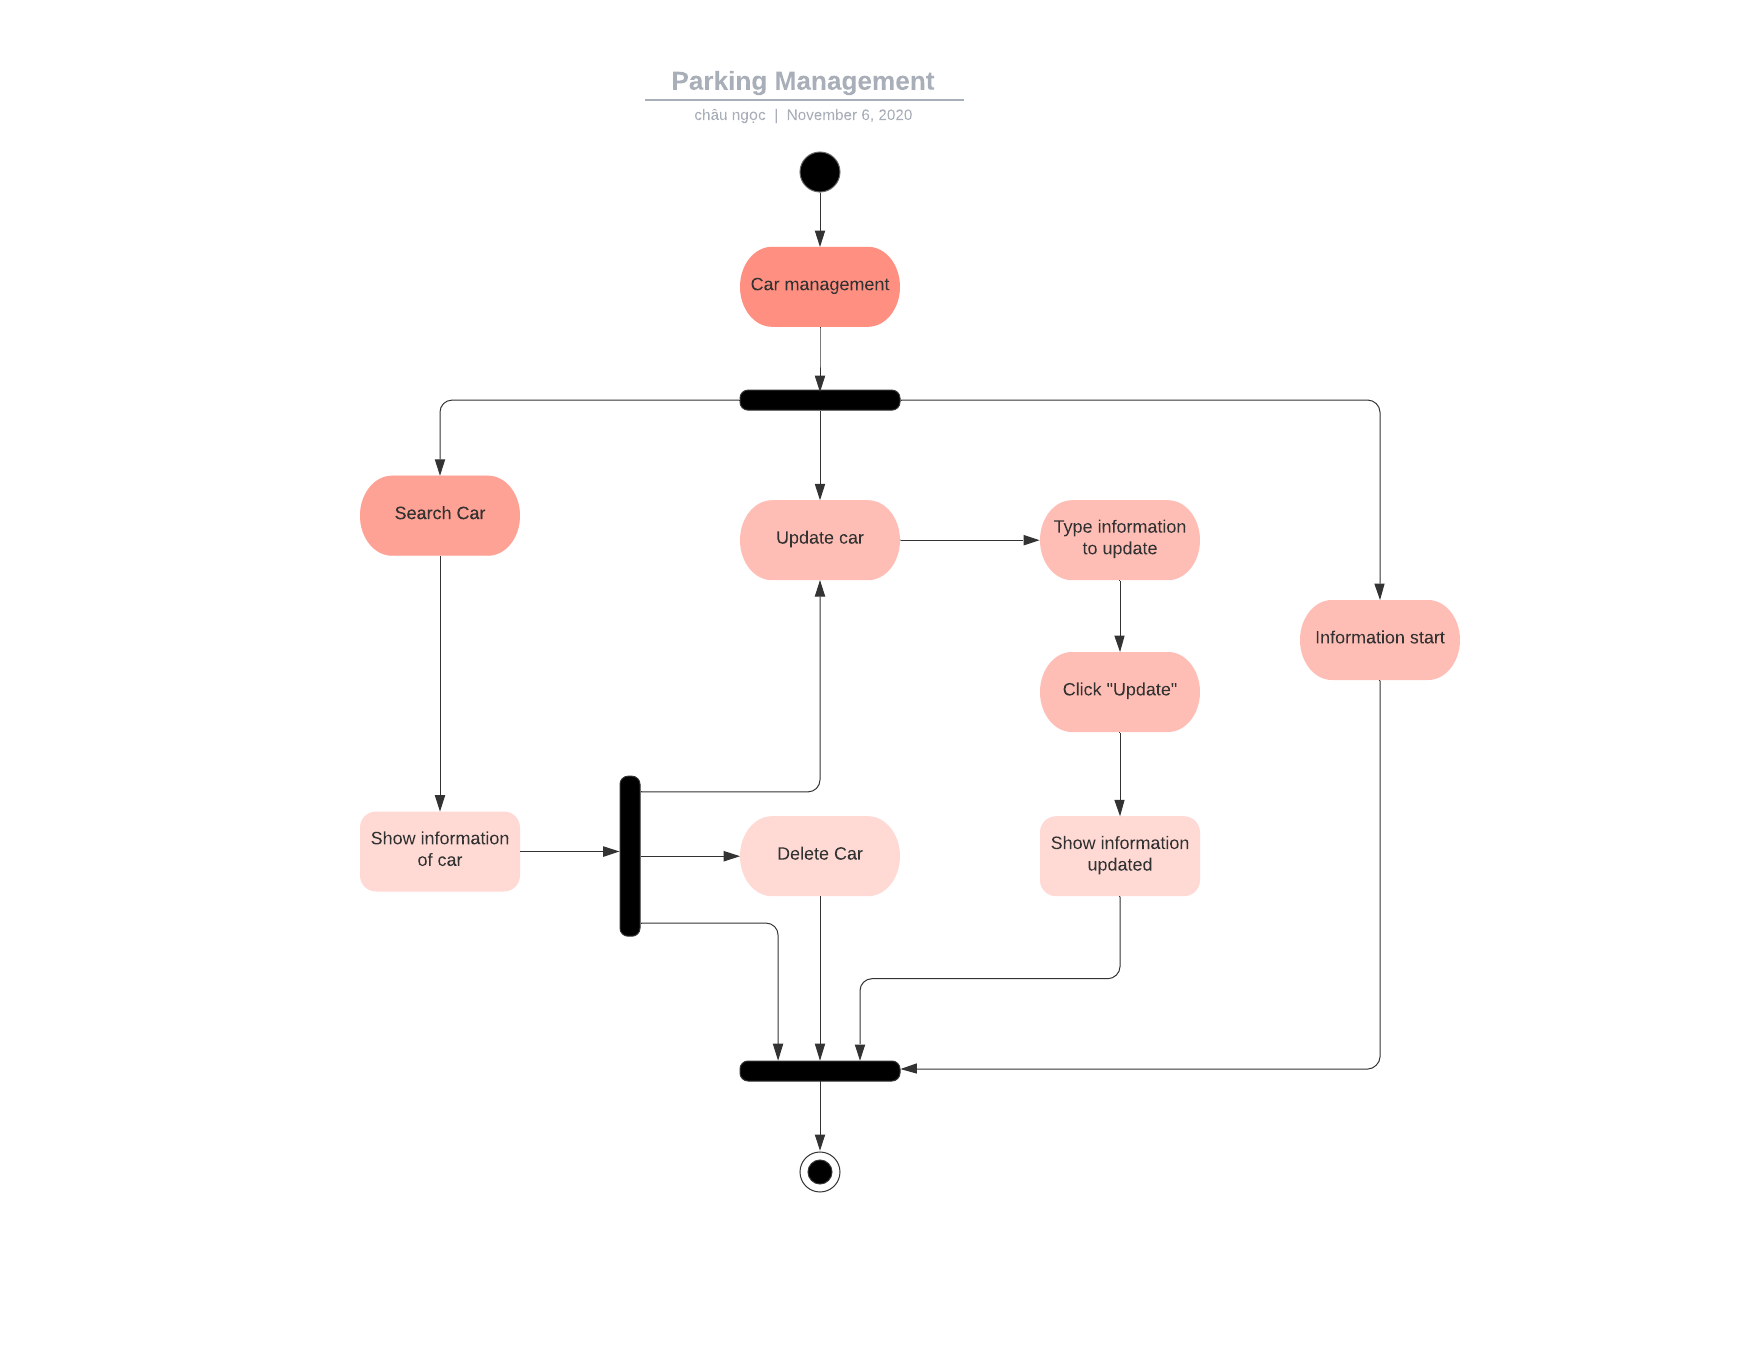 Parking Management
châu ngọc | November 6, 2020
Car management
Search Car
Update car
Type information
to update
Information start
Click "Update"
Show information
of car
Delete Car
Show information
updated